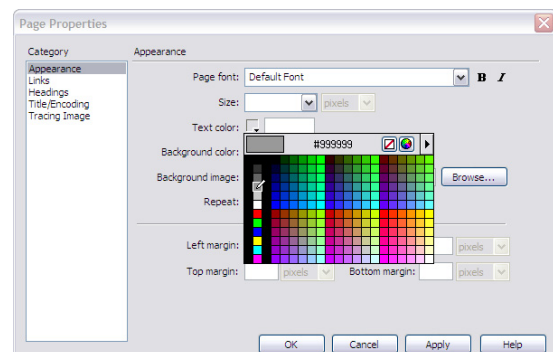 Page Properties
Category
Appearance
Links
Headings
Title/Encoding
Tracing Image
Appearance
Page font: Default Font B I
Size: pixels
Text color:
#999999
Background color:
Background image: Browse...
Repeat:
Left margin: pixels
Top margin: pixels Bottom margin: pixels
OK Cancel Apply Help